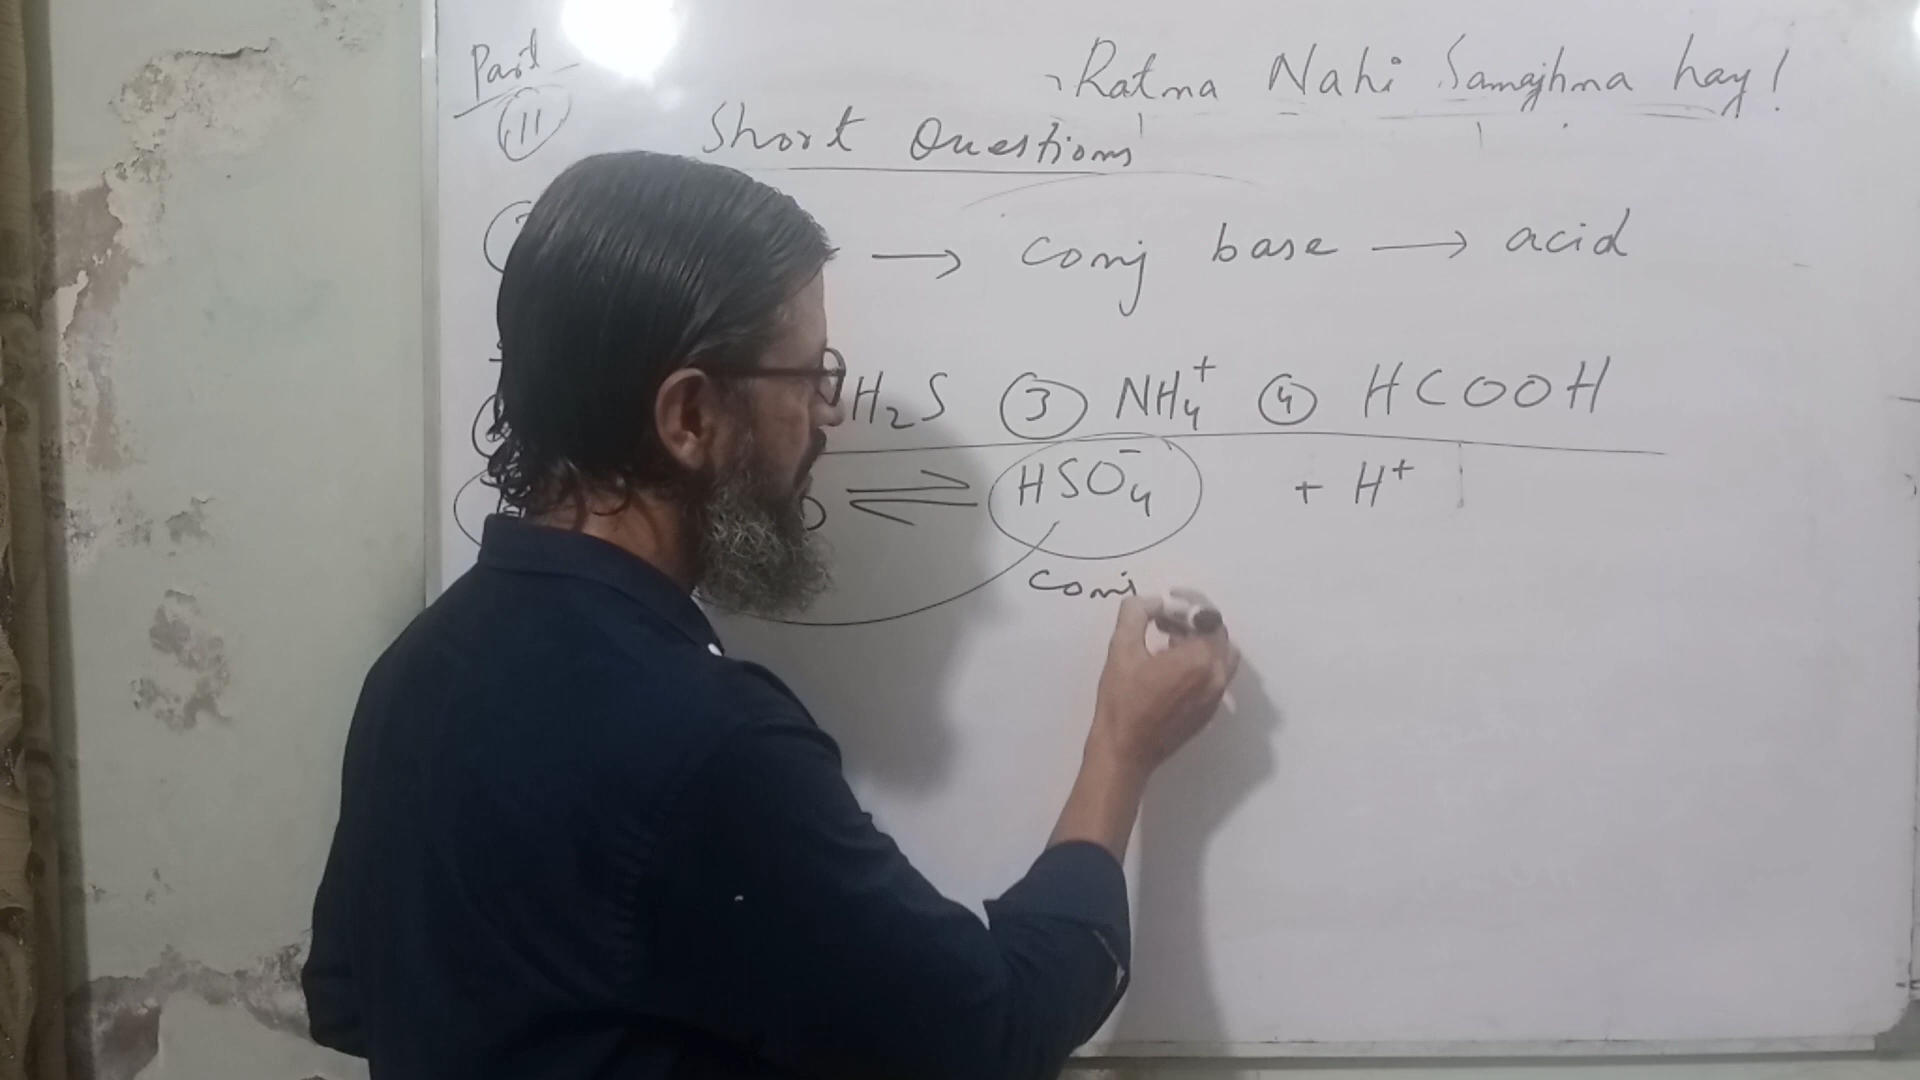 Part
11
Ratna Nahi Samajhna hay!
Short Questions
→ Conj base → acid
H₂S ③ NH₄⁺ ④ HCOOH
⇌ HSO₄⁻ + H⁺
Conj